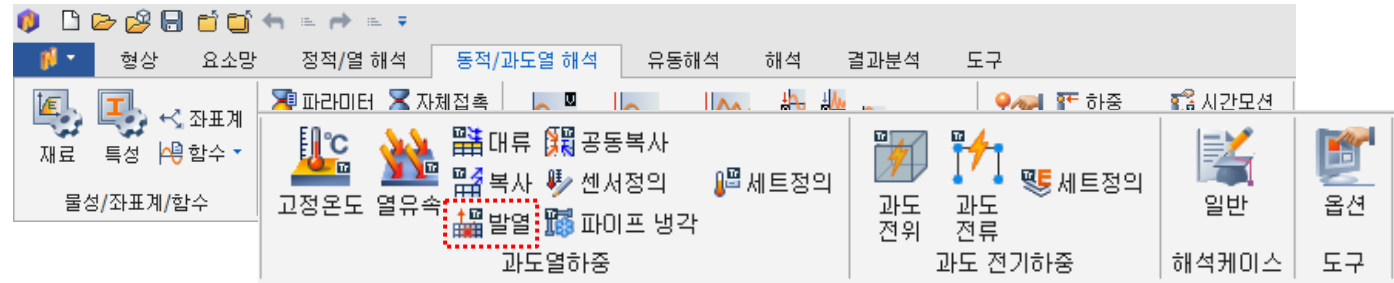 형상 요소망 정적/열 해석 동적/과도열 해석 유동해석 해석 결과분석 도구
재료 특성 좌표계 함수
물성/좌표계/함수
파라미터 자체접촉 하중 시간모션
고정온도 열유속 대류 공동복사
복사 센서정의 세트정의
발열 파이프 냉각
과도열하중
과도 전위 과도 전류 세트정의
과도 전기하중
일반
해석케이스
옵션
도구